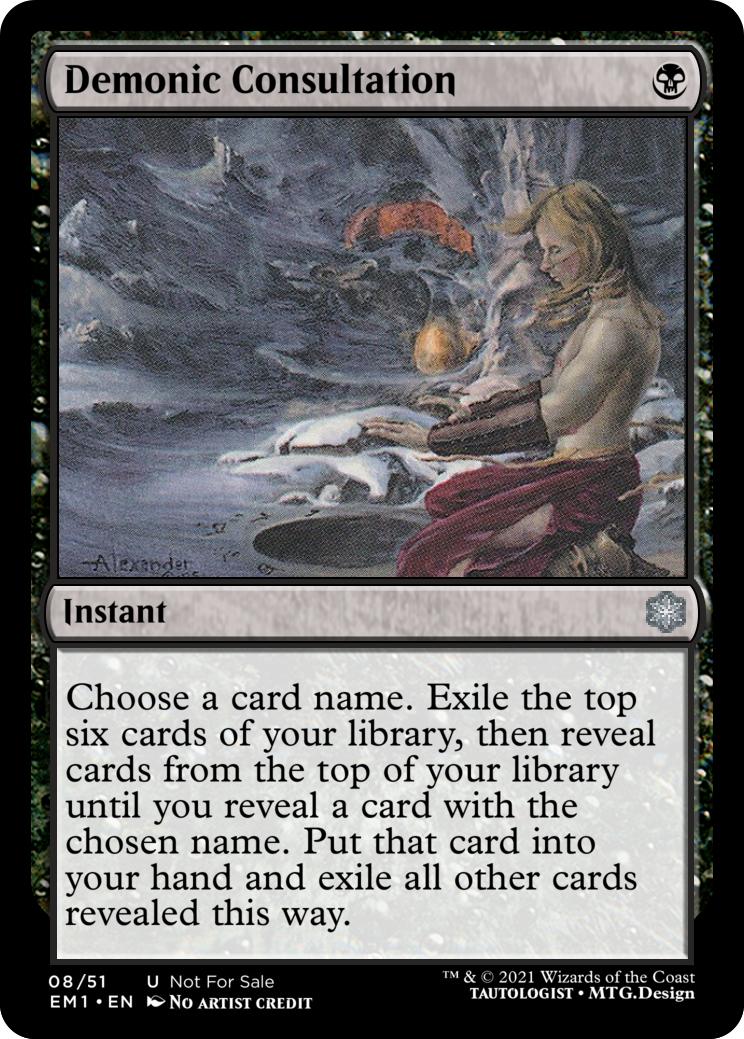 Demonic Consultation
Alexander
Instant
Choose a card name. Exile the top
six cards of your library, then reveal
cards from the top of your library
until you reveal a card with the
chosen name. Put that card into
your hand and exile all other cards
revealed this way.
08/51 U Not For Sale
EM1 • EN No artist credit
™ & © 2021 Wizards of the Coast
TAUTOLOGIST • MTG.Design